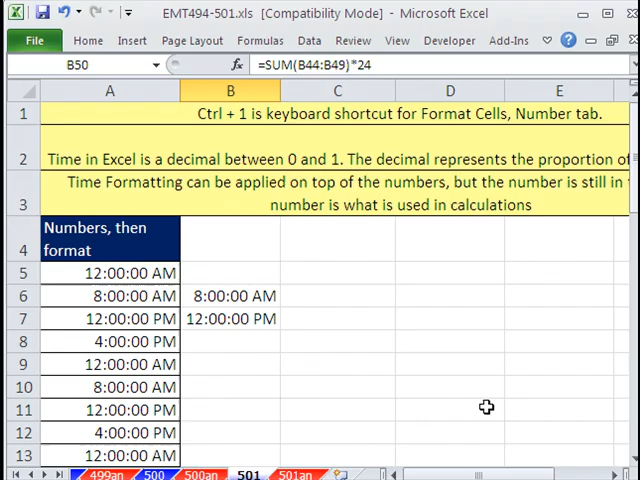 EMT494-501.xls [Compatibility Mode] - Microsoft Excel
File Home Insert Page Layout Formulas Data Review View Developer Add-Ins
B50 fx =SUM(B44:B49)*24
A B C D E
1 Ctrl + 1 is keyboard shortcut for Format Cells, Number tab.
2 Time in Excel is a decimal between 0 and 1. The decimal represents the proportion of
Time Formatting can be applied on top of the numbers, but the number is still in
3 number is what is used in calculations
Numbers, then
4 format
5 12:00:00 AM
6 8:00:00 AM 8:00:00 AM
7 12:00:00 PM 12:00:00 PM
8 4:00:00 PM
9 12:00:00 AM
10 8:00:00 AM
11 12:00:00 PM
12 4:00:00 PM
13 12:00:00 AM
499an 500 500an 501 501an